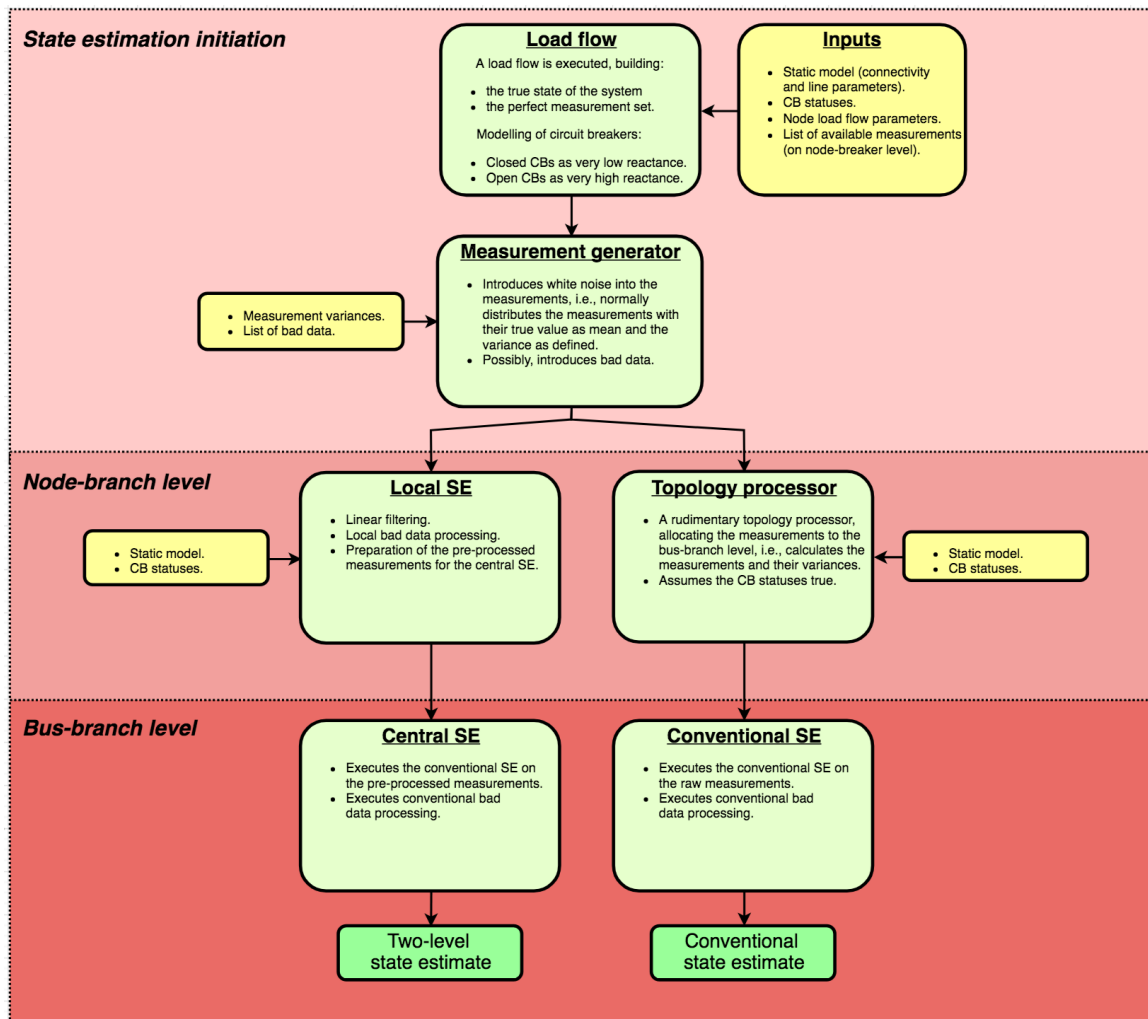 State estimation initiation
Load flow
A load flow is executed, building:
• the true state of the system
• the perfect measurement set.
Modelling of circuit breakers:
• Closed CBs as very low reactance.
• Open CBs as very high reactance.
Inputs
• Static model (connectivity
and line parameters).
• CB statuses.
• Node load flow parameters.
• List of available measurements
(on node-breaker level).
Measurement generator
• Introduces white noise into the
measurements, i.e., normally
distributes the measurements with
their true value as mean and the
variance as defined.
• Possibly, introduces bad data.
• Measurement variances.
• List of bad data.
Node-branch level
Local SE
• Linear filtering.
• Local bad data processing.
• Preparation of the pre-processed
measurements for the central SE.
• Static model.
• CB statuses.
Topology processor
• A rudimentary topology processor,
allocating the measurements to the
bus-branch level, i.e., calculates the
measurements and their variances.
• Assumes the CB statuses true.
• Static model.
• CB statuses.
Bus-branch level
Central SE
• Executes the conventional SE on
the pre-processed measurements.
• Executes conventional bad
data processing.
Conventional SE
• Executes the conventional SE on
the raw measurements.
• Executes conventional bad
data processing.
Two-level
state estimate
Conventional
state estimate